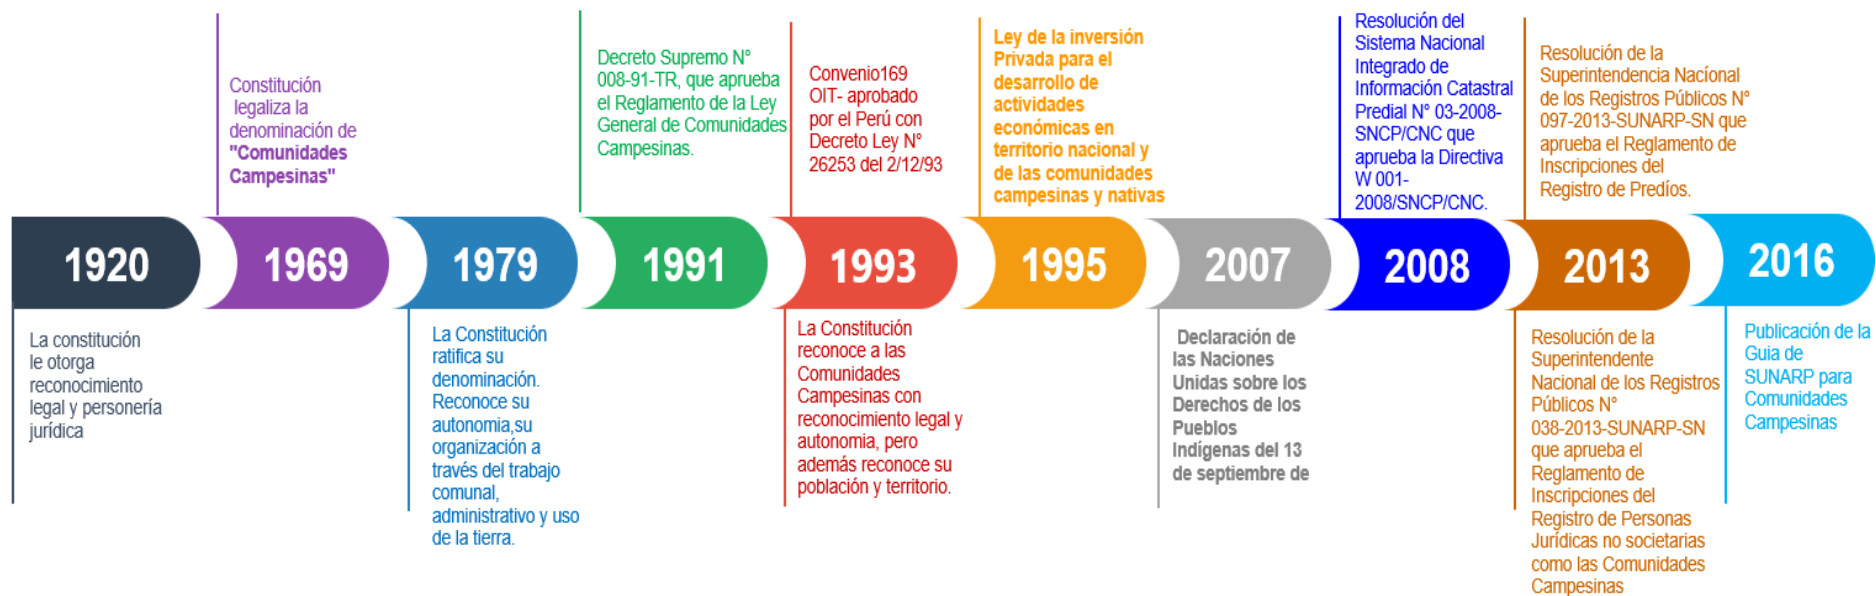 1920
La constitución
le otorga
reconocimiento
legal y personería
jurídica
Constitución
legaliza la
denominación de
"Comunidades
Campesinas"
1969
1979
La Constitución
ratifica su
denominación.
Reconoce su
autonomia,su
organización a
través del trabajo
comunal,
administrativo y uso
de la tierra.
Decreto Supremo N°
008-91-TR, que aprueba
el Reglamento de la Ley
General de Comunidades
Campesinas.
1991
Convenio169
OIT- aprobado
por el Perú con
Decreto Ley N°
26253 del 2/12/93
1993
La Constitución
reconoce a las
Comunidades
Campesinas con
reconocimiento legal y
autonomia, pero
además reconoce su
población y territorio.
Ley de la inversión
Privada para el
desarrollo de
actividades
económicas en
territorio nacional y
de las comunidades
campesinas y nativas
1995
2007
Declaración de
las Naciones
Unidas sobre los
Derechos de los
Pueblos
Indígenas del 13
de septiembre de
Resolución del
Sistema Nacional
Integrado de
Información Catastral
Predial N° 03-2008-
SNCP/CNC que
aprueba la Directiva
W 001-
2008/SNCP/CNC.
2008
Resolución de la
Superintendencia Nacíonal
de los Registros Públicos N°
097-2013-SUNARP-SN que
aprueba el Reglamento de
Inscripciones del
Registro de Predíos.
2013
Resolución de la
Superintendente
Nacional de los Registros
Públicos N°
038-2013-SUNARP-SN
que aprueba el
Reglamento de
Inscripciones del
Registro de Personas
Jurídicas no societarias
como las Comunidades
Campesinas
2016
Publicación de la
Guia de
SUNARP para
Comunidades
Campesinas